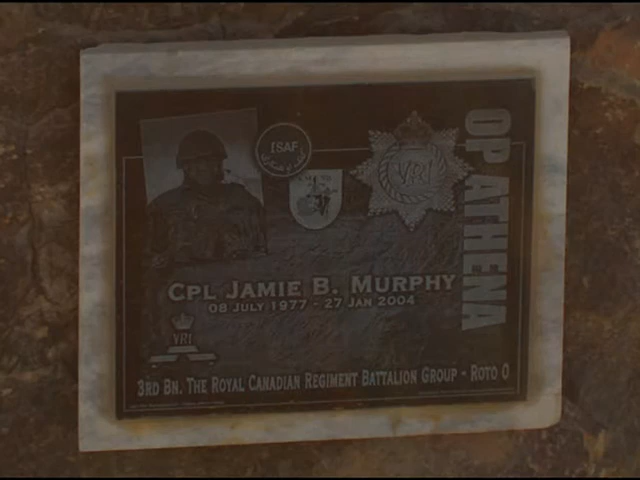 ISAF
VRI
OP ATHENA
CPL JAMIE B. MURPHY
08 JULY 1977 - 27 JAN 2004
VRI
3RD BN. THE ROYAL CANADIAN REGIMENT BATTALION GROUP - ROTO 0